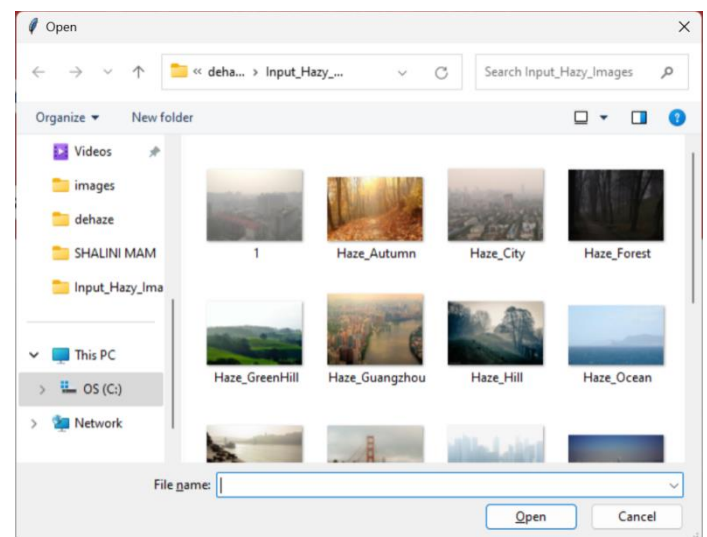 Open
« deha... › Input_Hazy_...
Search Input_Hazy_Images
Organize
New folder
?
Videos
images
dehaze
SHALINI MAM
Input_Hazy_Ima
This PC
OS (C:)
Network
1
Haze_Autumn
Haze_City
Haze_Forest
Haze_GreenHill
Haze_Guangzhou
Haze_Hill
Haze_Ocean
File name:
Open
Cancel